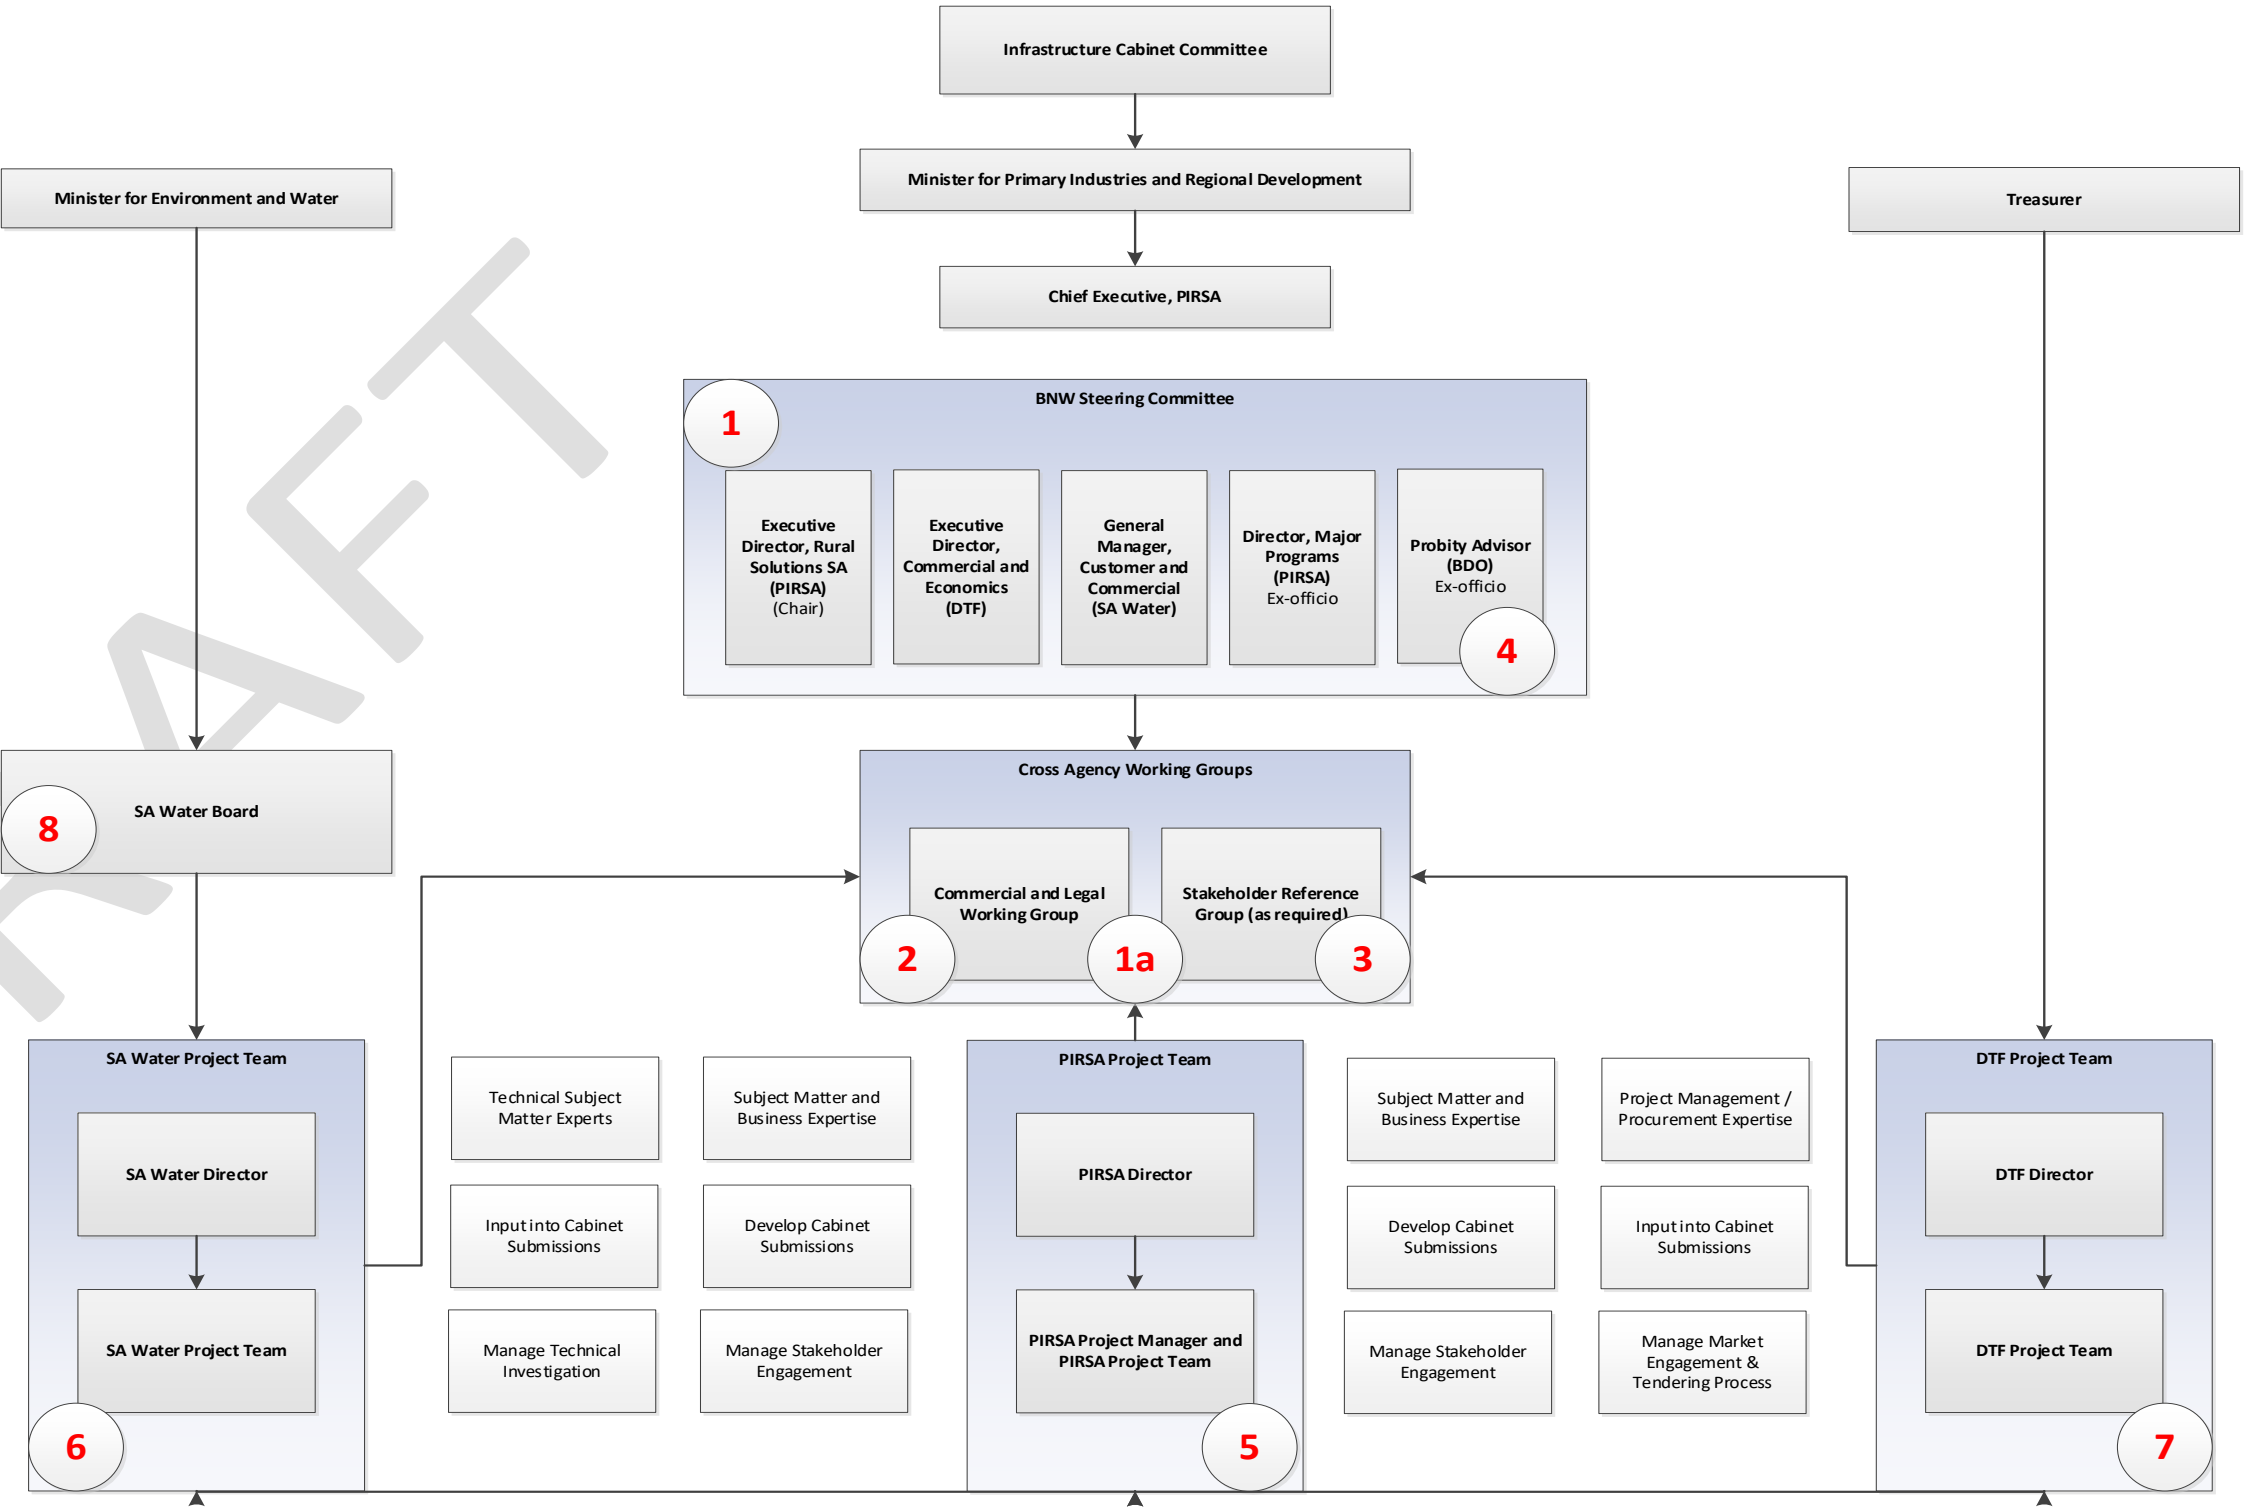 Infrastructure Cabinet Committee
Minister for Primary Industries and Regional Development
Minister for Environment and Water
Treasurer
Chief Executive, PIRSA
BNW Steering Committee
1
Executive
Director, Rural
Solutions SA
(PIRSA)
(Chair)
Executive
Director,
Commercial and
Economics
(DTF)
General
Manager,
Customer and
Commercial
(SA Water)
Director, Major
Programs
(PIRSA)
Ex-officio
Probity Advisor
(BDO)
Ex-officio
4
SA Water Board
8
Cross Agency Working Groups
Commercial and Legal
Working Group
Stakeholder Reference
Group (as required)
2
1a
3
SA Water Project Team
SA Water Director
SA Water Project Team
6
Technical Subject
Matter Experts
Subject Matter and
Business Expertise
Input into Cabinet
Submissions
Develop Cabinet
Submissions
Manage Technical
Investigation
Manage Stakeholder
Engagement
PIRSA Project Team
PIRSA Director
PIRSA Project Manager and
PIRSA Project Team
5
Subject Matter and
Business Expertise
Project Management /
Procurement Expertise
Develop Cabinet
Submissions
Input into Cabinet
Submissions
Manage Stakeholder
Engagement
Manage Market
Engagement &
Tendering Process
DTF Project Team
DTF Director
DTF Project Team
7
RAFT